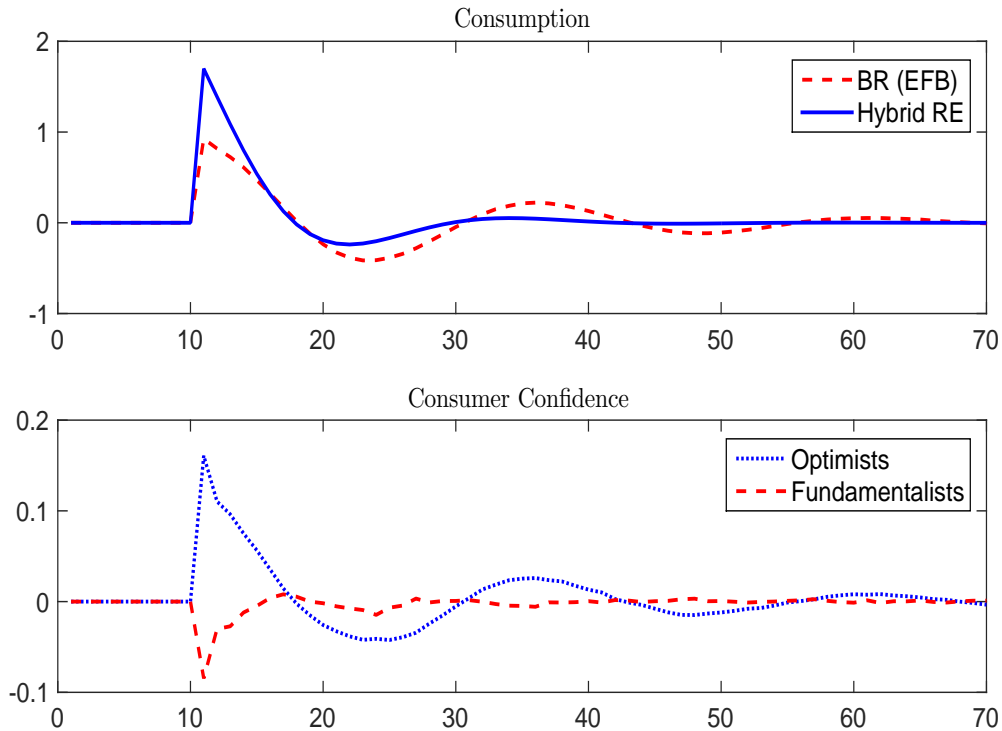 Consumption
2
1
0
-1
BR (EFB)
Hybrid RE
0 10 20 30 40 50 60 70
Consumer Confidence
0.2
0.1
0
-0.1
Optimists
Fundamentalists
0 10 20 30 40 50 60 70